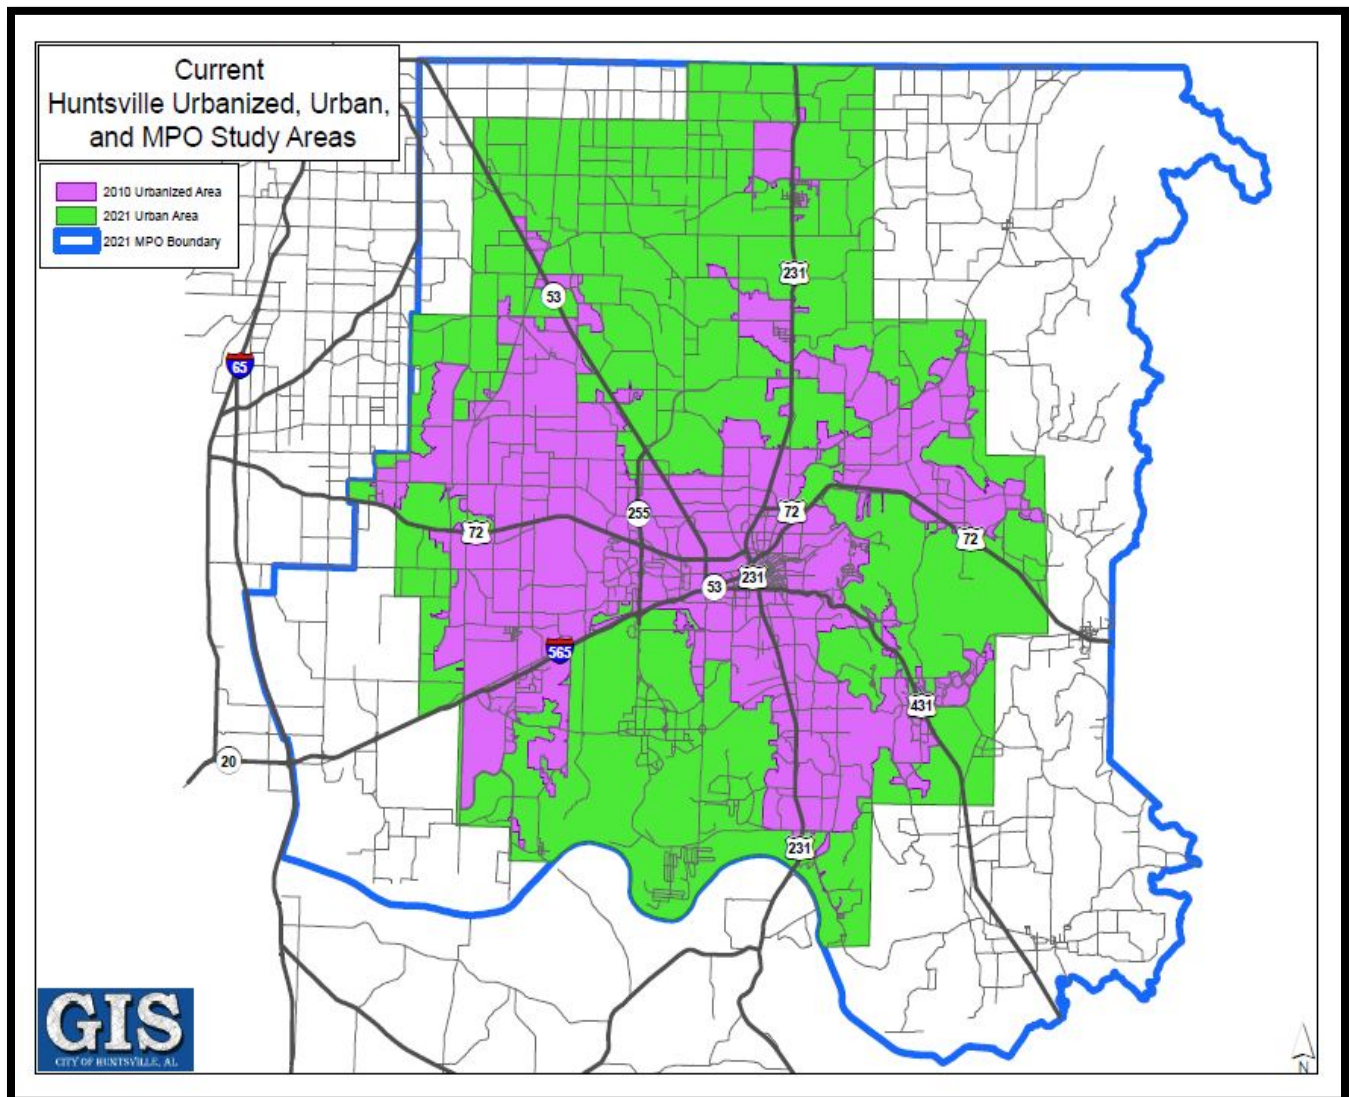 Current
Huntsville Urbanized, Urban,
and MPO Study Areas
2010 Urbanized Area
2021 Urban Area
2021 MPO Boundary
231
53
65
72
255
72
72
231
53
565
431
20
231
GIS
CITY OF HUNTSVILLE, AL
N